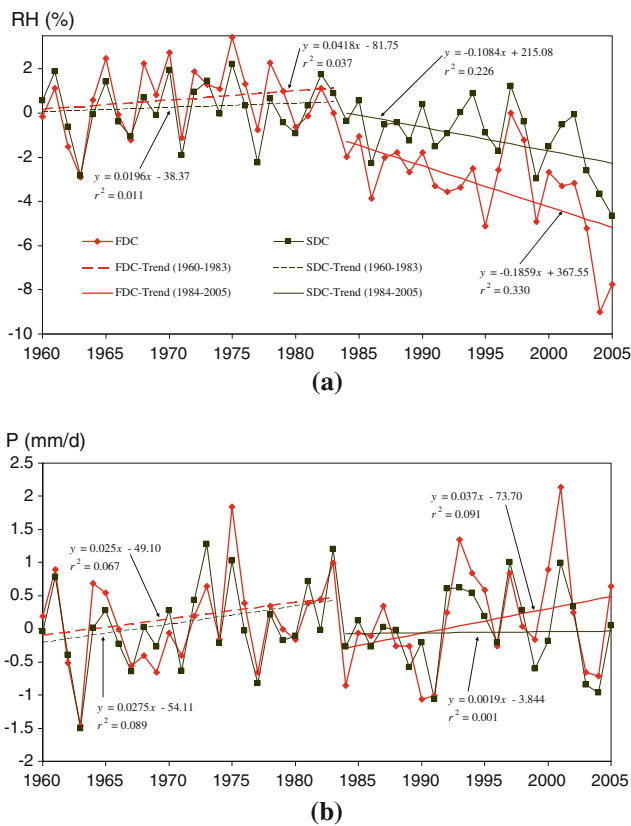 RH (%)
y = 0.0418x - 81.75
r² = 0.037
y = -0.1084x + 215.08
r² = 0.226
2
0
-2
-4
-6
-8
-10
y = 0.0196x - 38.37
r² = 0.011
FDC
SDC
FDC-Trend (1960-1983)
SDC-Trend (1960-1983)
FDC-Trend (1984-2005)
SDC-Trend (1984-2005)
y = -0.1859x + 367.55
r² = 0.330
1960 1965 1970 1975 1980 1985 1990 1995 2000 2005
(a)
P (mm/d)
2.5
2
1.5
1
0.5
0
-0.5
-1
-1.5
-2
y = 0.025x - 49.10
r² = 0.067
y = 0.037x - 73.70
r² = 0.091
y = 0.0275x - 54.11
r² = 0.089
y = 0.0019x - 3.844
r² = 0.001
1960 1965 1970 1975 1980 1985 1990 1995 2000 2005
(b)